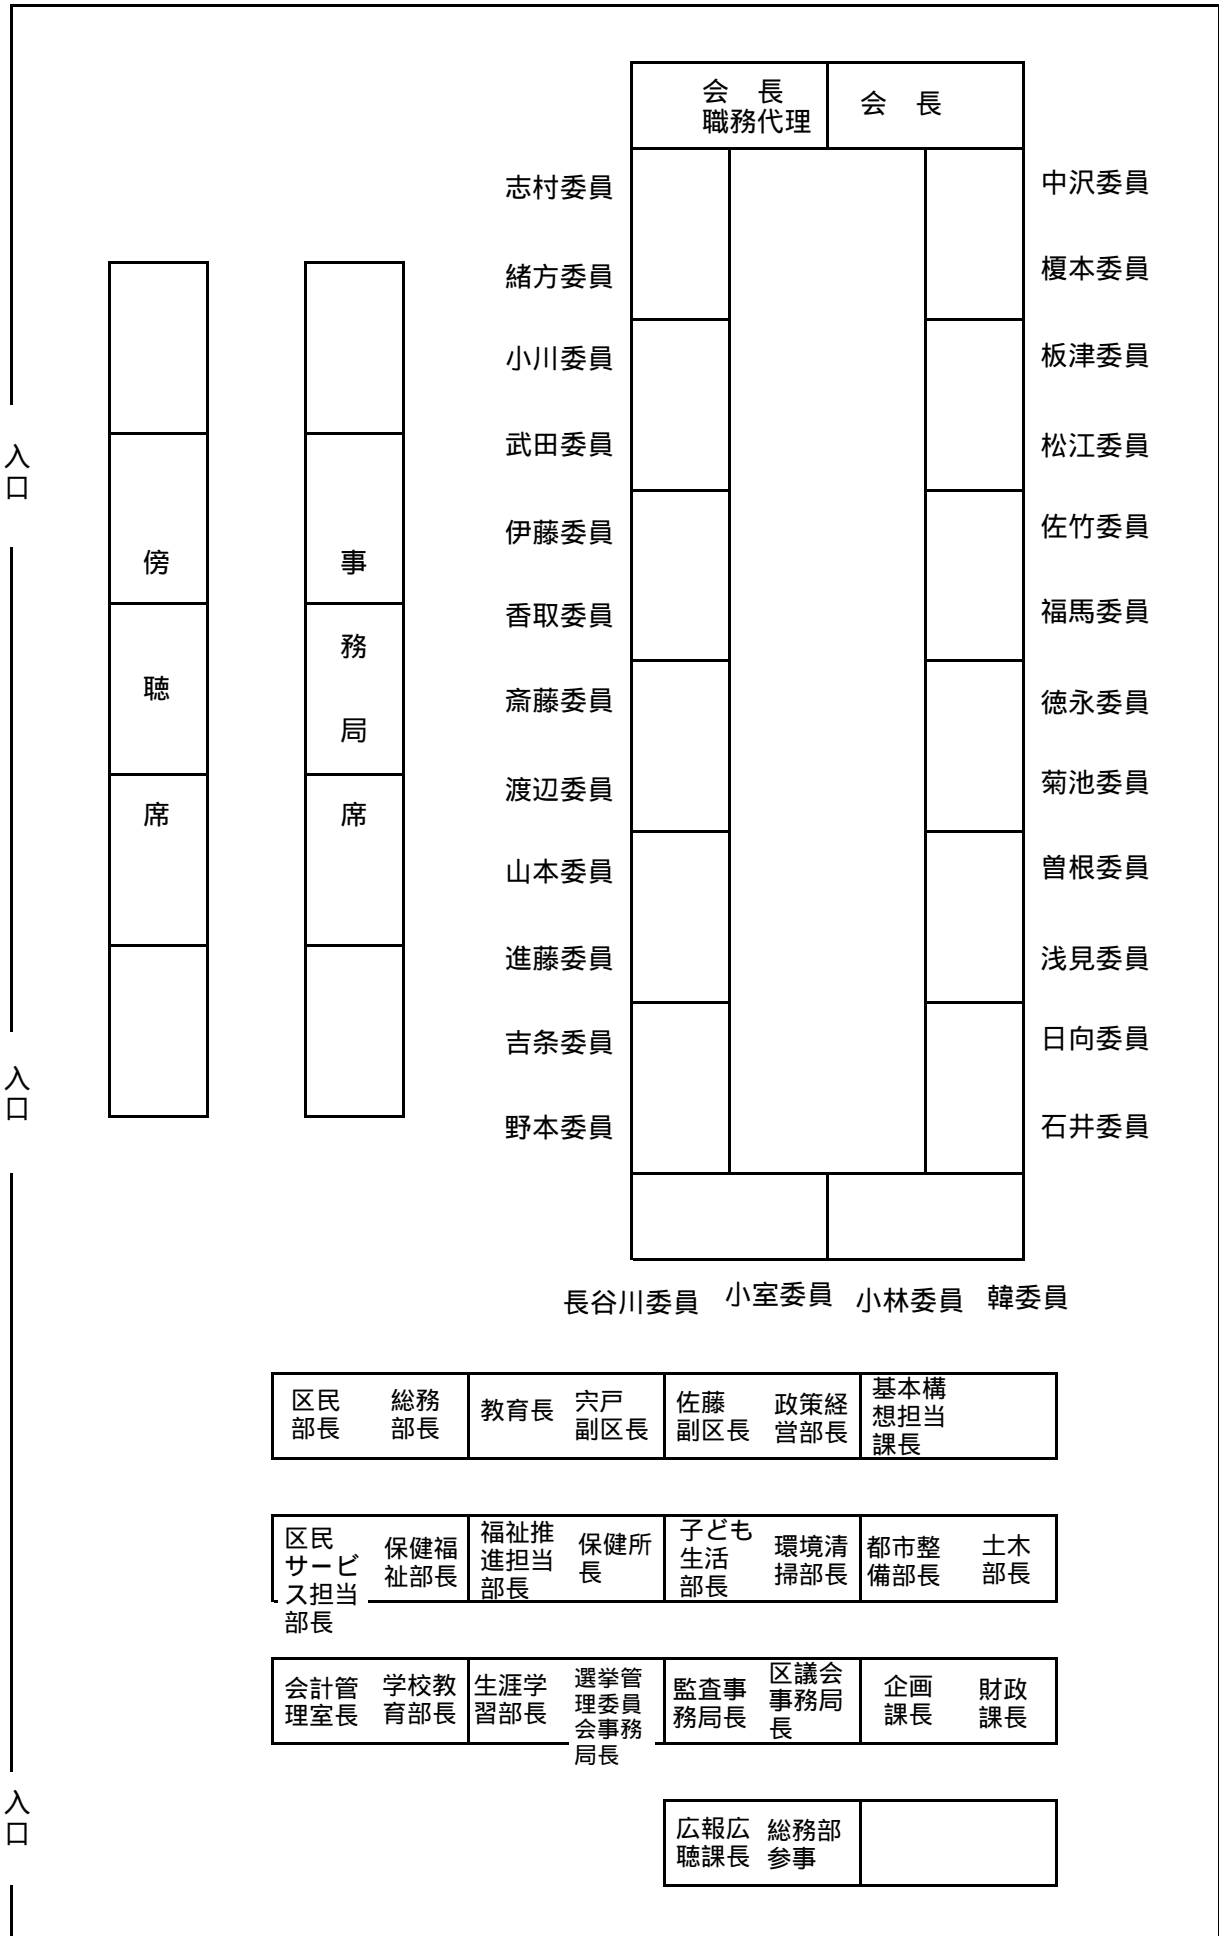 会　長
職務代理
会　長
志村委員
中沢委員
緒方委員
榎本委員
小川委員
板津委員
武田委員
松江委員
伊藤委員
佐竹委員
香取委員
福馬委員
斎藤委員
徳永委員
渡辺委員
菊池委員
山本委員
曽根委員
進藤委員
浅見委員
吉条委員
日向委員
野本委員
石井委員
入口
入口
入口
傍聴席
事務局席
長谷川委員
小室委員
小林委員
韓委員
区民
部長
総務
部長
教育長
宍戸
副区長
佐藤
副区長
政策経
営部長
基本構
想担当
課長
区民
サービ
ス担当
部長
保健福
祉部長
福祉推
進担当
部長
保健所
長
子ども
生活
部長
環境清
掃部長
都市整
備部長
土木
部長
会計管
理室長
学校教
育部長
生涯学
習部長
選挙管
理委員
会事務
局長
監査事
務局長
区議会
事務局
長
企画
課長
財政
課長
広報広
聴課長
総務部
参事